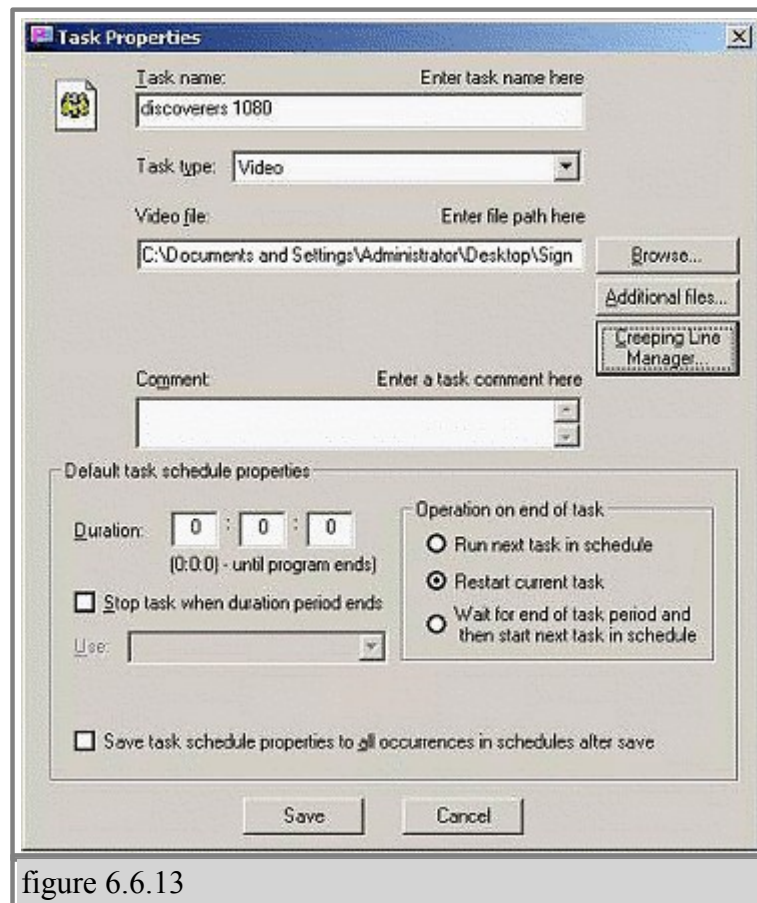 Task Properties
Task name: Enter task name here
discoverers 1080
Task type: Video
Video file: Enter file path here
C:\Documents and Settings\Administrator\Desktop\Sign
Browse...
Additional files...
Creeping Line
Manager...
Comment: Enter a task comment here
Default task schedule properties
Duration: 0 : 0 : 0
(0:0:0) - until program ends)
Stop task when duration period ends
Use:
Operation on end of task
Run next task in schedule
Restart current task
Wait for end of task period and
then start next task in schedule
Save task schedule properties to all occurrences in schedules after save
Save Cancel
figure 6.6.13